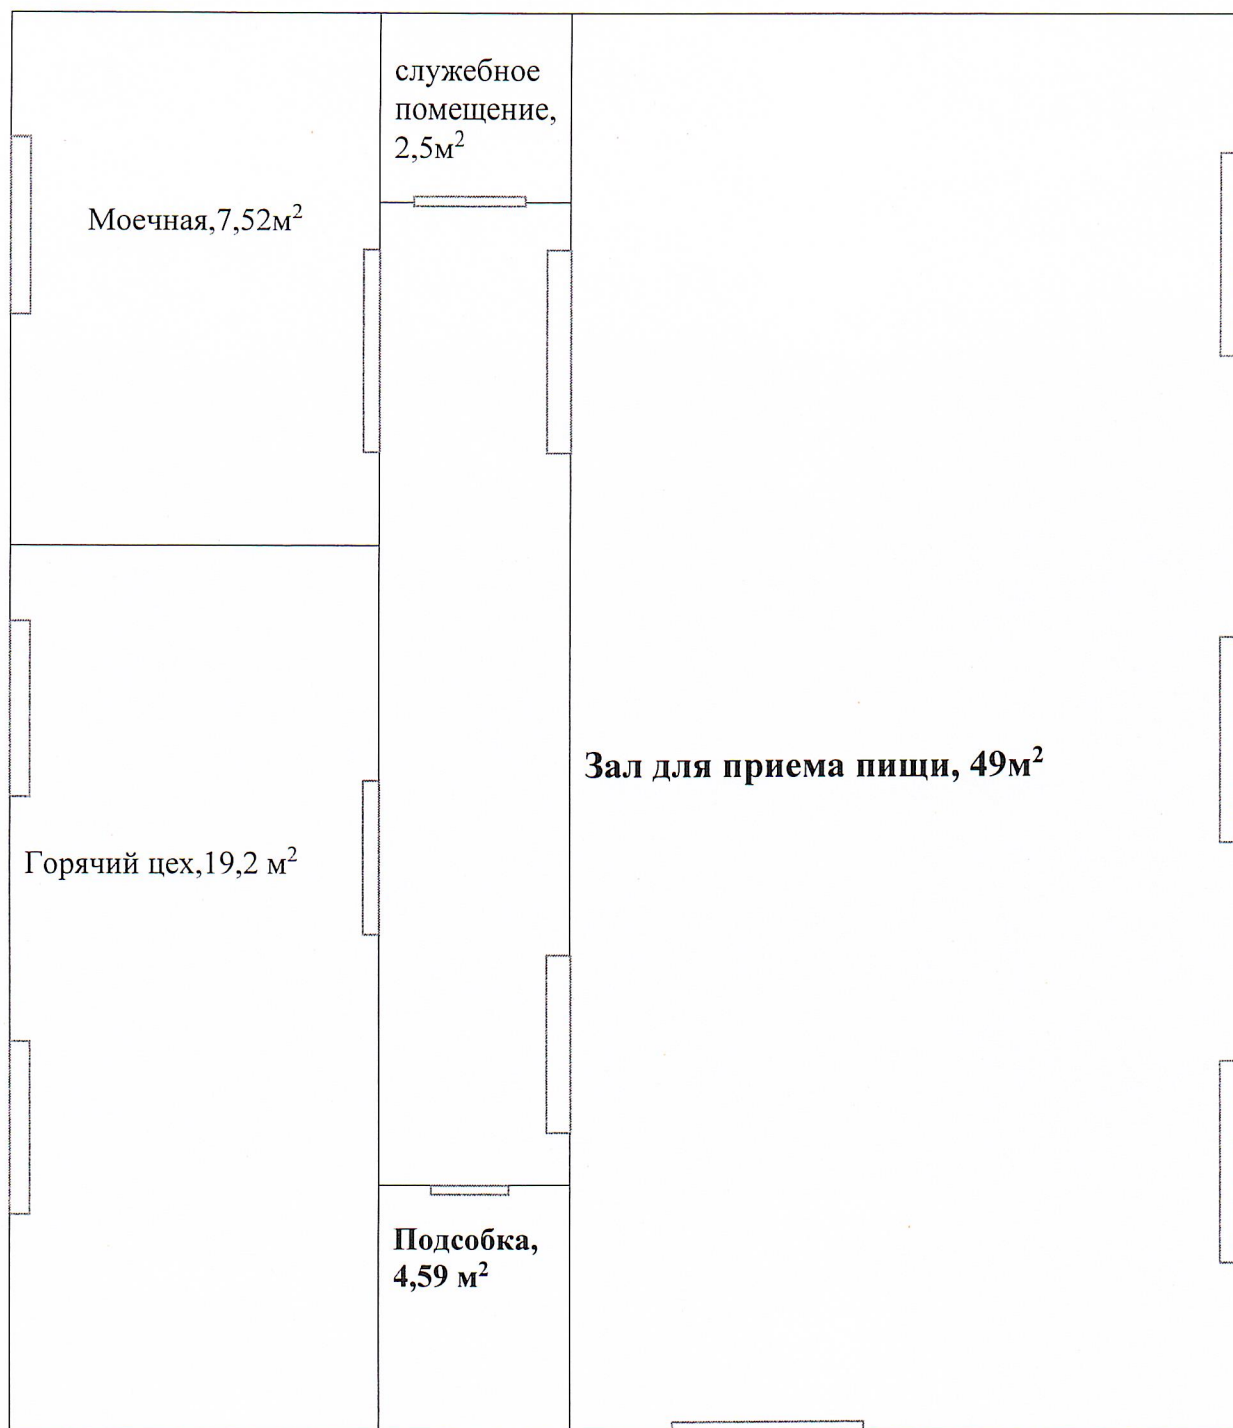 служебное
помещение,
2,5м²
Моечная,7,52м²
Зал для приема пищи, 49м²
Горячий цех,19,2 м²
Подсобка,
4,59 м²